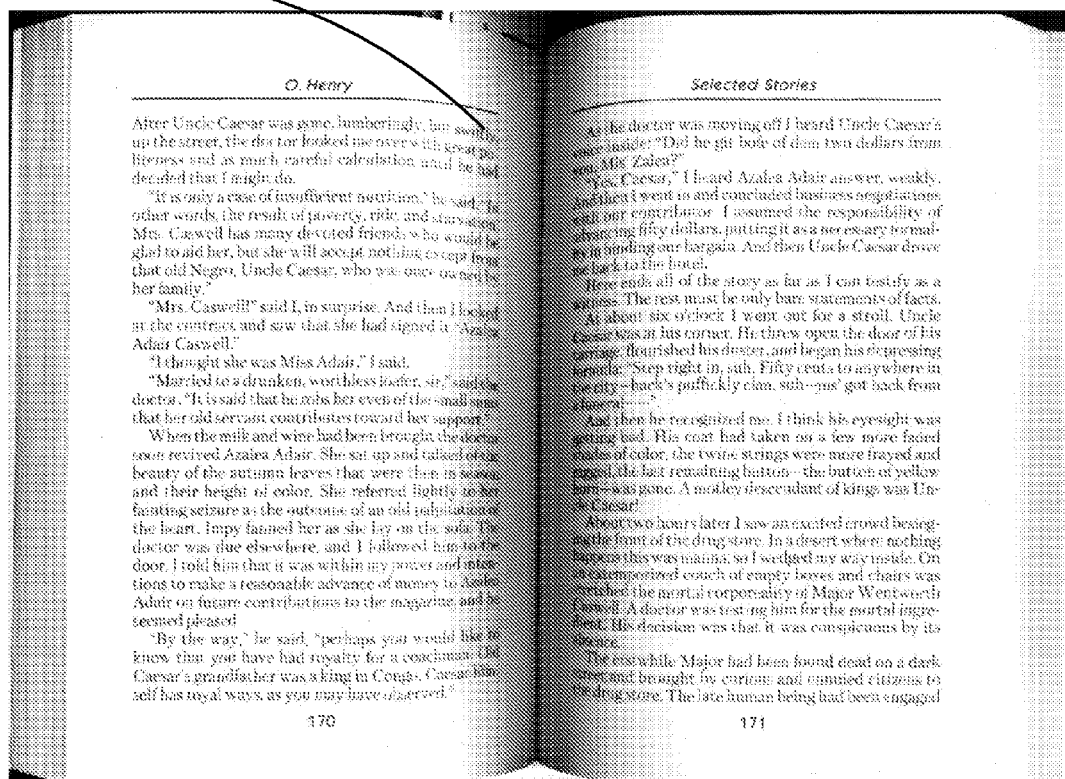 O. Henry
After Uncle Caesar was gone, lumberingly, but swiftly,
up the street, the doctor looked me over with great po-
liteness and as much careful calculation until he had
decided that I might do.
"It is only a case of insufficient nutrition," he said. "In
other words, the result of poverty, ride, and starvation.
Mrs. Caswell has many devoted friends who would be
glad to aid her, but she will accept nothing except from
that old Negro, Uncle Caesar, who was once owned by
her family."
"Mrs. Caswell!" said I, in surprise. And then I looked
at the contract and saw that she had signed it "Azalea
Adair Caswell."
"I thought she was Miss Adair," I said.
"Married to a drunken, worthless loafer, sir," said the
doctor. "It is said that he robs her even of the small sums
that her old servant contributes toward her support."
When the milk and wine had been brought the doctor
soon revived Azalea Adair. She sat up and talked of the
beauty of the autumn leaves that were then in season
and their height of color. She referred lightly to her
fainting seizure as the outcome of an old palpitation of
the heart. Impy fanned her as she lay on the sofa. The
doctor was due elsewhere, and I followed him to the
door. I told him that it was within my power and inten-
tions to make a reasonable advance of money to Azalea
Adair on future contributions to the magazine, and he
seemed pleased
"By the way," he said, "perhaps you would like to
know that you have had royalty for a coachman. Old
Caesar's grandfather was a king in Congo. Caesar him-
self has royal ways, as you may have observed."
170
Selected Stories
As the doctor was moving off I heard Uncle Caesar's
voice inside: "Did he git bofe of dem two dollars from
you, Mis' Zalea?"
"Yes, Caesar," I heard Azalea Adair answer, weakly.
And then I went in and concluded business negotiations
with our contributor. I assumed the responsibility of
advancing fifty dollars, putting it as a necessary formal-
ity in binding our bargain. And then Uncle Caesar drove
me back to the hotel.
Here ends all of the story as far as I can testify as a
witness. The rest must be only bare statements of facts.
At about six o'clock I went out for a stroll. Uncle
Caesar was at his corner. He threw open the door of his
carriage, flourished his duster, and began his depressing
formula: "Step right in, suh. Fifty cents to anywhere in
the city—hack's puffickly clan, suh—jus' got back from
a funeral——"
And then he recognized me. I think his eyesight was
getting bad. His coat had taken on a few more faded
shades of color, the twine strings were more frayed and
ragged, the last remaining button—the button of yellow
horn—was gone. A motley descendant of kings was Un-
cle Caesar!
About two hours later I saw an excited crowd besieg-
ing the front of the drug store. In a desert where nothing
happens this was manna; so I wedged my way inside. On
an extemporized couch of empty boxes and chairs was
stretched the mortal corporeality of Major Wentworth
Caswell. A doctor was testing him for the mortal ingre-
dient. His decision was that it was conspicuous by its
absence.
The erstwhile Major had been found dead on a dark
street and brought by curious and ennuied citizens to
the drug store. The late human being had been engaged
171